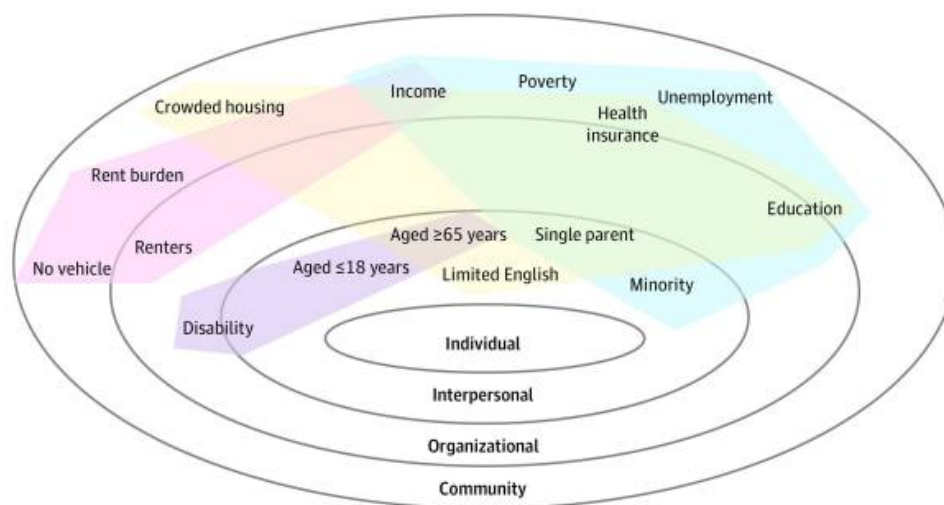 Poverty
Income
Unemployment
Crowded housing
Health
insurance
Rent burden
Education
Renters
Aged ≥65 years
Single parent
No vehicle
Aged ≤18 years
Limited English
Minority
Disability
Individual
Interpersonal
Organizational
Community